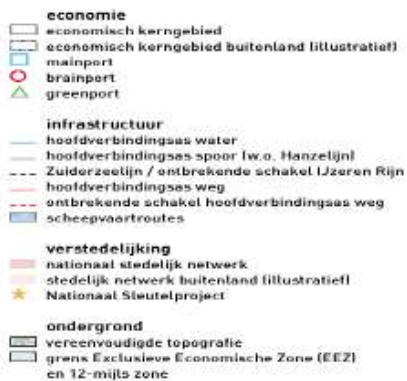 economie
economisch kerngebied
economisch kerngebied buitenland (illustratief)
mainport
brainport
greenport
infrastructuur
hoofdverbindingsas water
hoofdverbindingsas spoor (w.o. Hanzelijn)
Zuiderzeelijn / ontbrekende schakel IJzeren Rijn
hoofdverbindingsas weg
ontbrekende schakel hoofdverbindingsas weg
scheepvaartroutes
verstedelijking
nationaal stedelijk netwerk
stedelijk netwerk buitenland (illustratief)
Nationaal Sleutelproject
ondergrond
vereenvoudigde topografie
grens Exclusieve Economische Zone (EEZ)
en 12-mijls zone